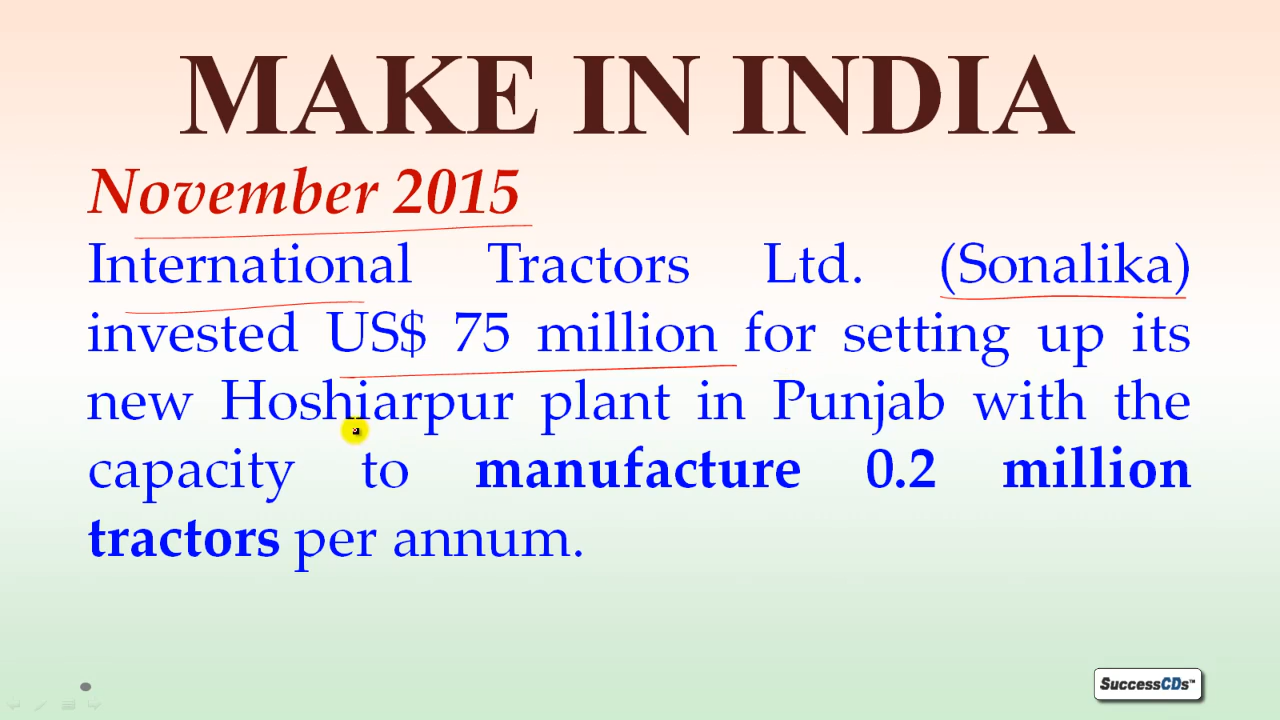 MAKE IN INDIA
November 2015
International Tractors Ltd. (Sonalika)
invested US$ 75 million for setting up its
new Hoshiarpur plant in Punjab with the
capacity to manufacture 0.2 million
tractors per annum.
SuccessCDs™